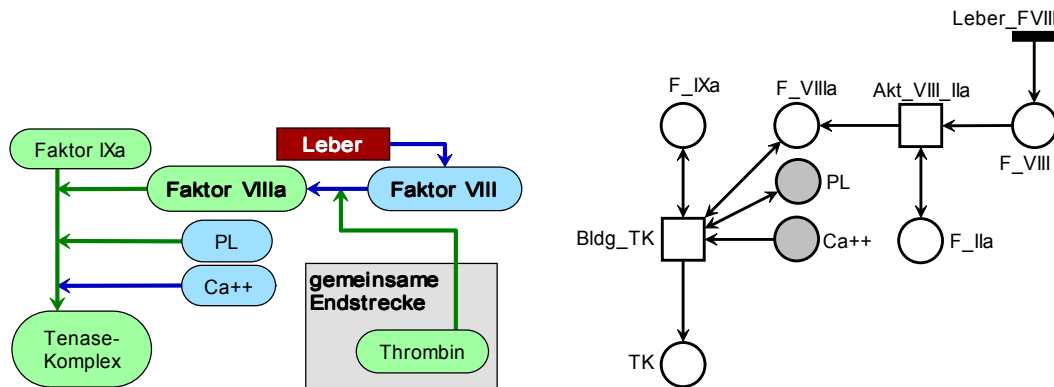 Leber
Faktor IXa
Faktor VIIIa
Faktor VIII
PL
Ca++
gemeinsame
Endstrecke
Tenase-
Komplex
Thrombin
Leber_FVIII
F_IXa
F_VIIIa
Akt_VIII_IIa
F_VIII
PL
Bldg_TK
Ca++
F_IIa
TK